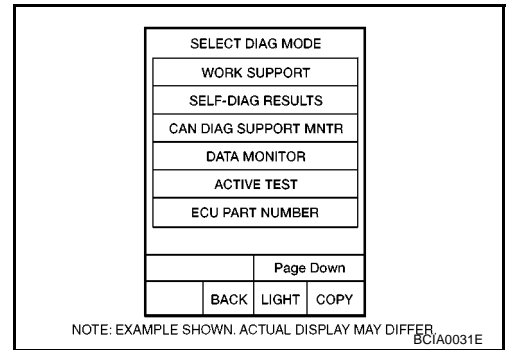 SELECT DIAG MODE
WORK SUPPORT
SELF-DIAG RESULTS
CAN DIAG SUPPORT MNTR
DATA MONITOR
ACTIVE TEST
ECU PART NUMBER
Page Down
BACK LIGHT COPY
NOTE: EXAMPLE SHOWN. ACTUAL DISPLAY MAY DIFFER.
BCIA0031E